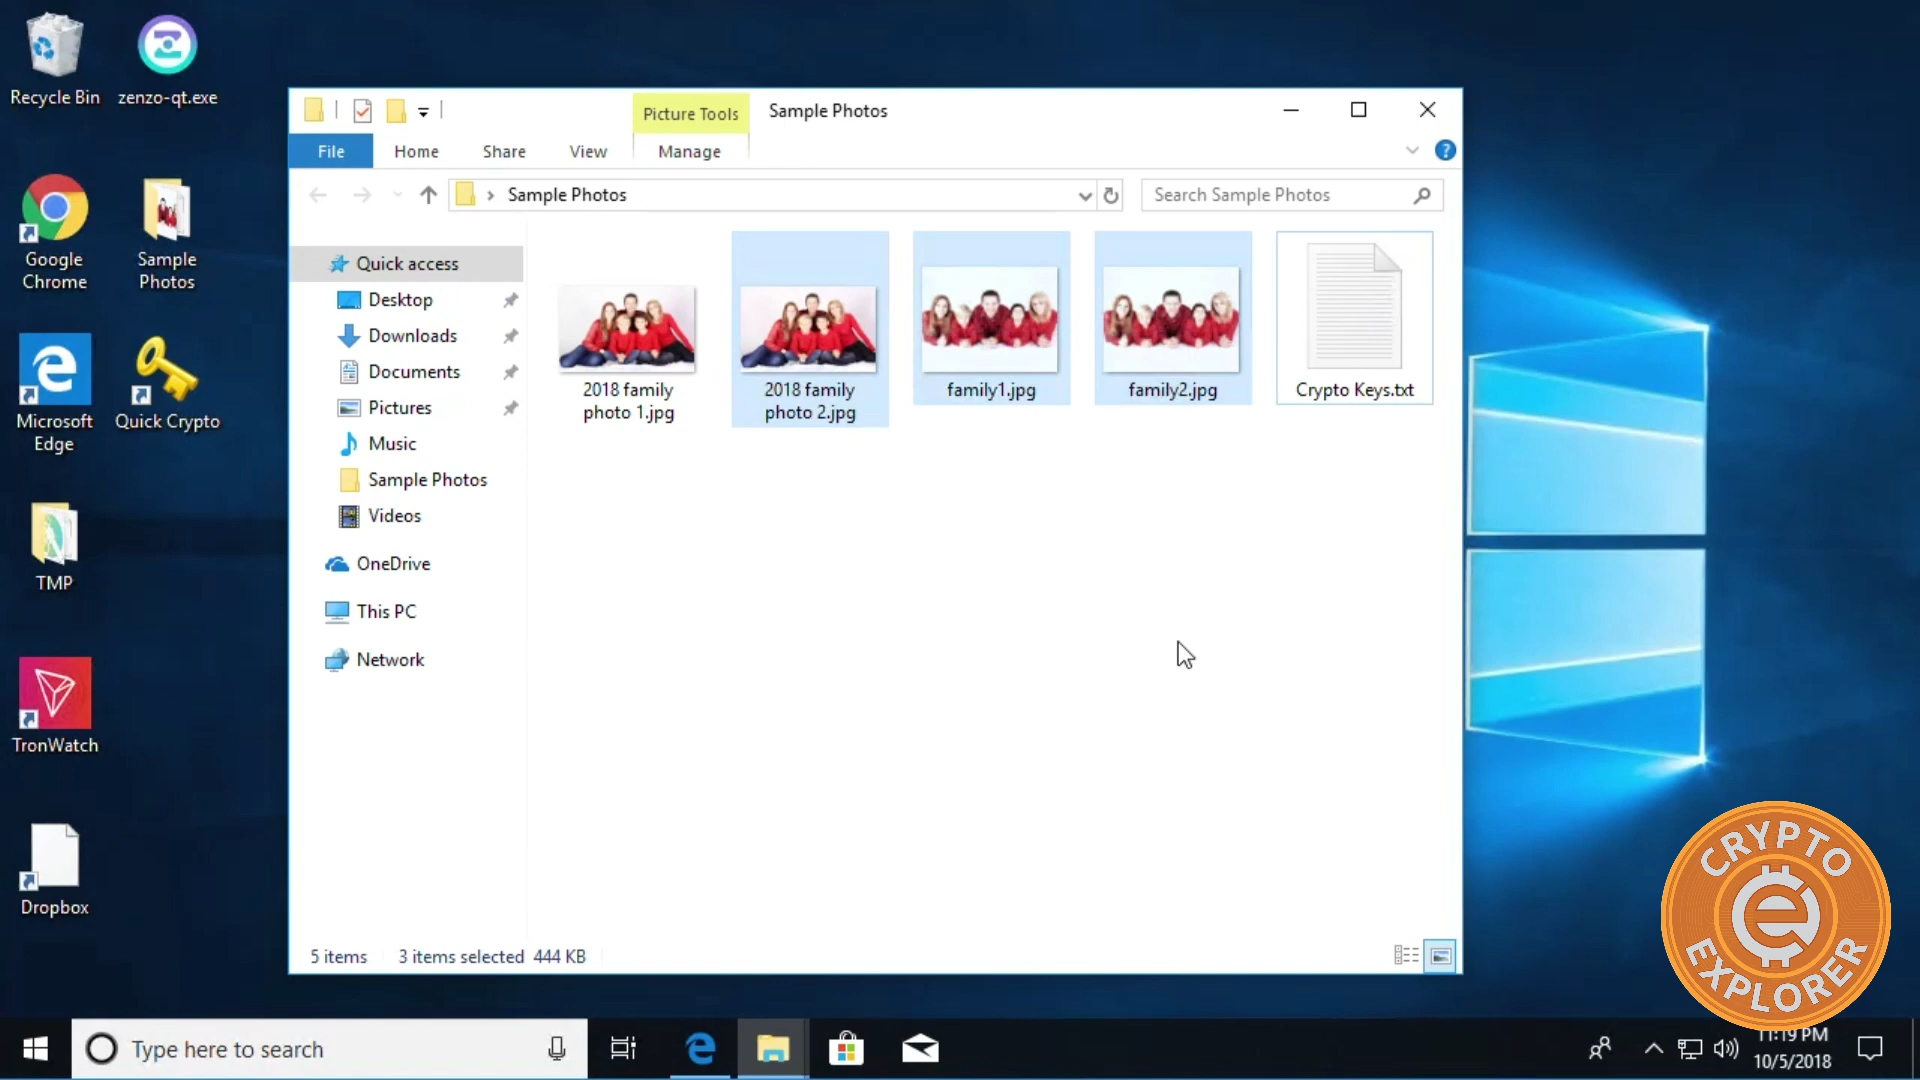 Recycle Bin
zenzo-qt.exe
Google
Chrome
Sample
Photos
Microsoft
Edge
Quick Crypto
TMP
TronWatch
Dropbox
Picture Tools
Sample Photos
File
Home
Share
View
Manage
?
Sample Photos
Search Sample Photos
Quick access
Desktop
Downloads
Documents
Pictures
Music
Sample Photos
Videos
OneDrive
This PC
Network
2018 family
photo 1.jpg
2018 family
photo 2.jpg
family1.jpg
family2.jpg
Crypto Keys.txt
5 items
3 items selected 444 KB
CRYPTO
EXPLORER
Type here to search
11:19 PM
10/5/2018